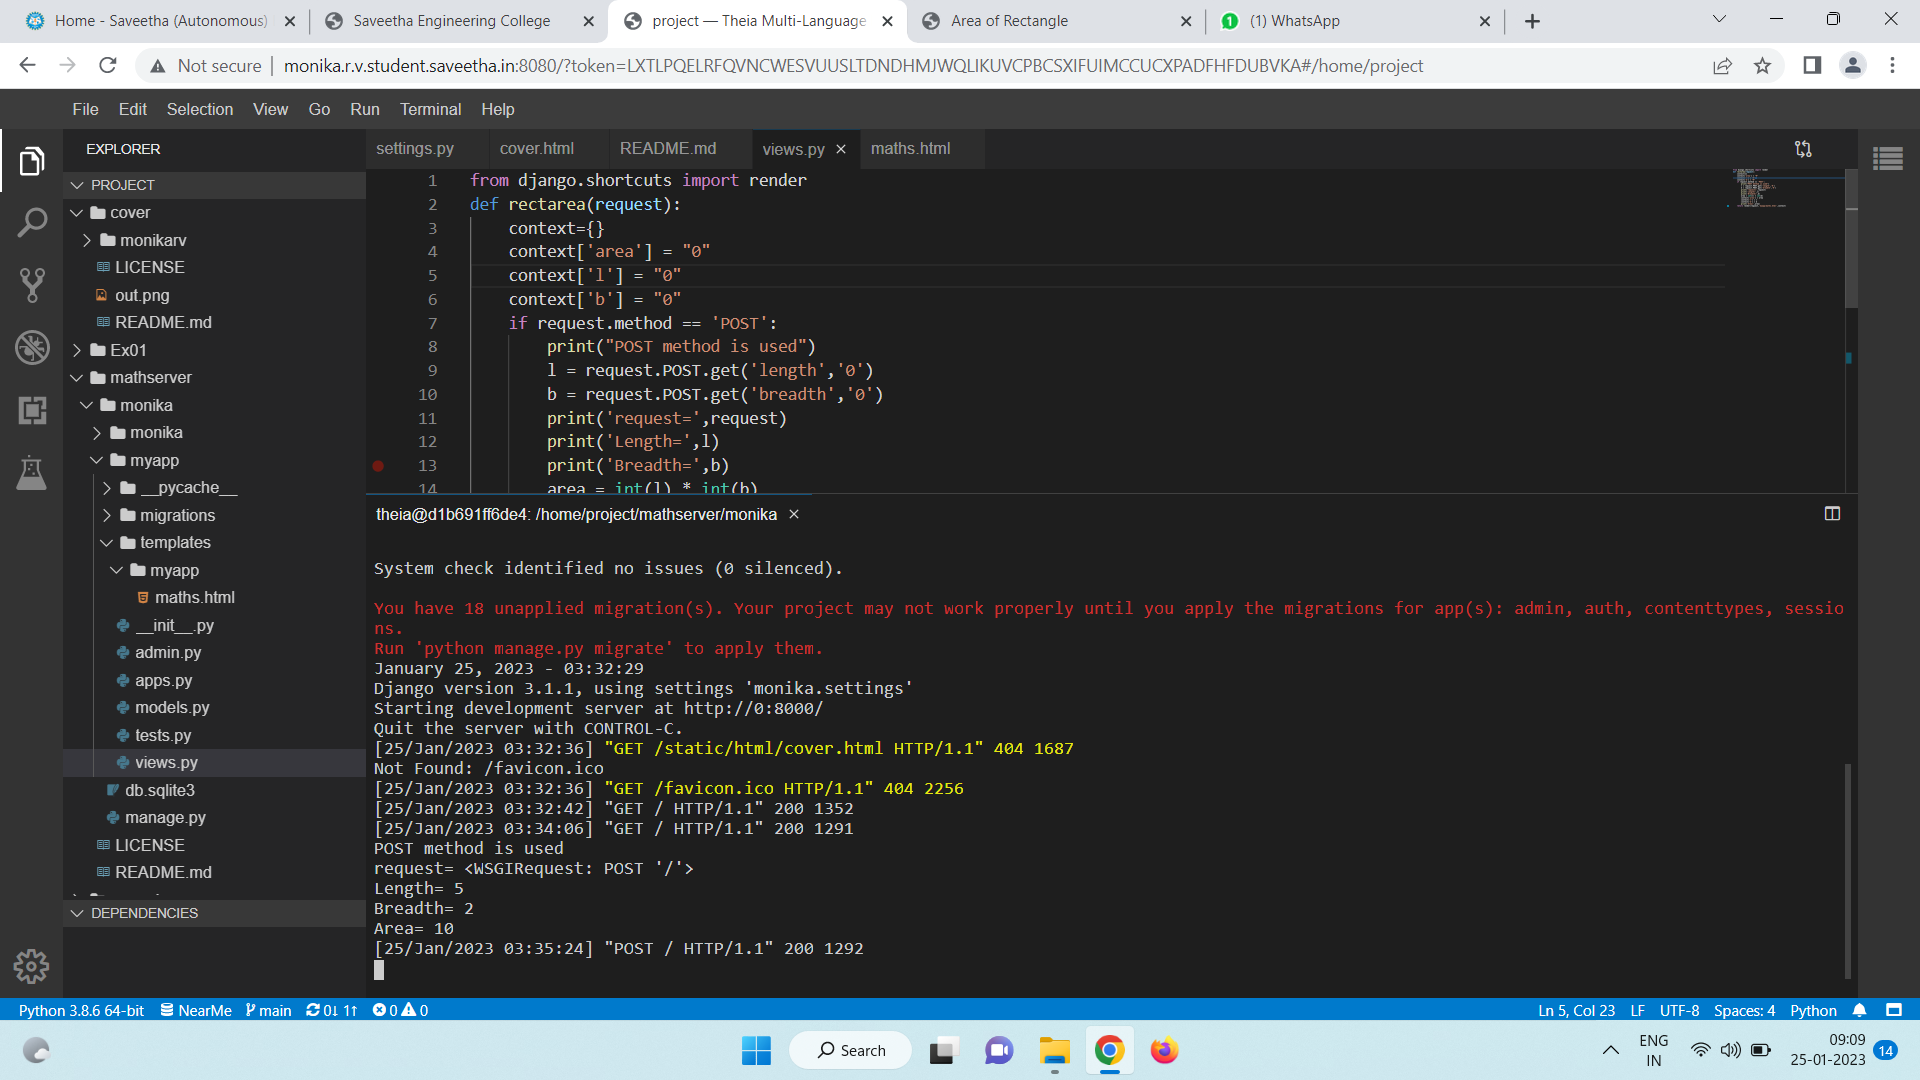 Home - Saveetha (Autonomous)
Saveetha Engineering College
project — Theia Multi-Language
Area of Rectangle
1
(1) WhatsApp
Not secure
monika.r.v.student.saveetha.in:8080/?token=LXTLPQELRFQVNCWESVUUSLTDNDHMJWQLIKUVCPBCSXIFUIMCCUCXPADFHFDUBVKA#/home/project
File Edit Selection View Go Run Terminal Help
EXPLORER
PROJECT
cover
monikarv
LICENSE
out.png
README.md
Ex01
mathserver
monika
monika
myapp
__pycache__
migrations
templates
myapp
maths.html
__init__.py
admin.py
apps.py
models.py
tests.py
views.py
db.sqlite3
manage.py
LICENSE
README.md
DEPENDENCIES
settings.py cover.html README.md views.py maths.html
1 from django.shortcuts import render
2 def rectarea(request):
3 context={}
4 context['area'] = "0"
5 context['l'] = "0"
6 context['b'] = "0"
7 if request.method == 'POST':
8 print("POST method is used")
9 l = request.POST.get('length','0')
10 b = request.POST.get('breadth','0')
11 print('request=',request)
12 print('Length=',l)
13 print('Breadth=',b)
14 area = int(l) * int(b)
theia@d1b691ff6de4: /home/project/mathserver/monika
System check identified no issues (0 silenced).
You have 18 unapplied migration(s). Your project may not work properly until you apply the migrations for app(s): admin, auth, contenttypes, sessio
ns.
Run 'python manage.py migrate' to apply them.
January 25, 2023 - 03:32:29
Django version 3.1.1, using settings 'monika.settings'
Starting development server at http://0:8000/
Quit the server with CONTROL-C.
[25/Jan/2023 03:32:36] "GET /static/html/cover.html HTTP/1.1" 404 1687
Not Found: /favicon.ico
[25/Jan/2023 03:32:36] "GET /favicon.ico HTTP/1.1" 404 2256
[25/Jan/2023 03:32:42] "GET / HTTP/1.1" 200 1352
[25/Jan/2023 03:34:06] "GET / HTTP/1.1" 200 1291
POST method is used
request= <WSGIRequest: POST '/'>
Length= 5
Breadth= 2
Area= 10
[25/Jan/2023 03:35:24] "POST / HTTP/1.1" 200 1292
Python 3.8.6 64-bit NearMe main 0↓ 1↑ 0 0
Ln 5, Col 23 LF UTF-8 Spaces: 4 Python
Search
ENG
IN
09:09
25-01-2023
14